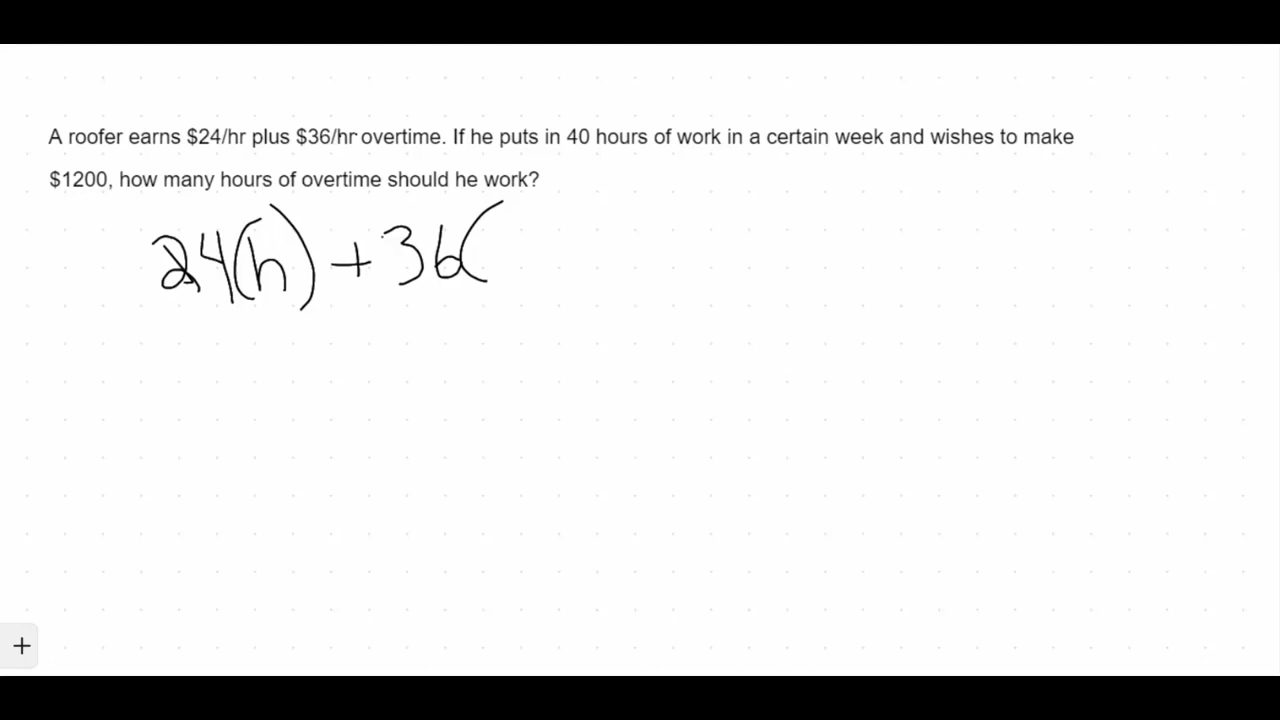 A roofer earns $24/hr plus $36/hr overtime. If he puts in 40 hours of work in a certain week and wishes to make
$1200, how many hours of overtime should he work?
24(h) + 36(
+